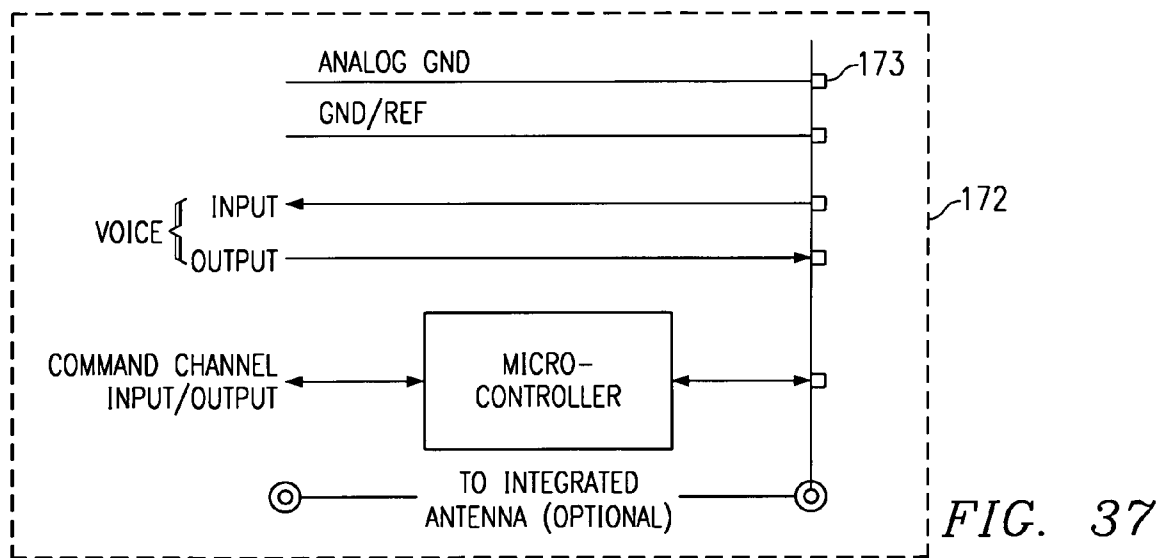 ANALOG GND
173
GND/REF
172
INPUT
VOICE
OUTPUT
COMMAND CHANNEL
INPUT/OUTPUT
MICRO-
CONTROLLER
TO INTEGRATED
ANTENNA (OPTIONAL)
FIG. 37